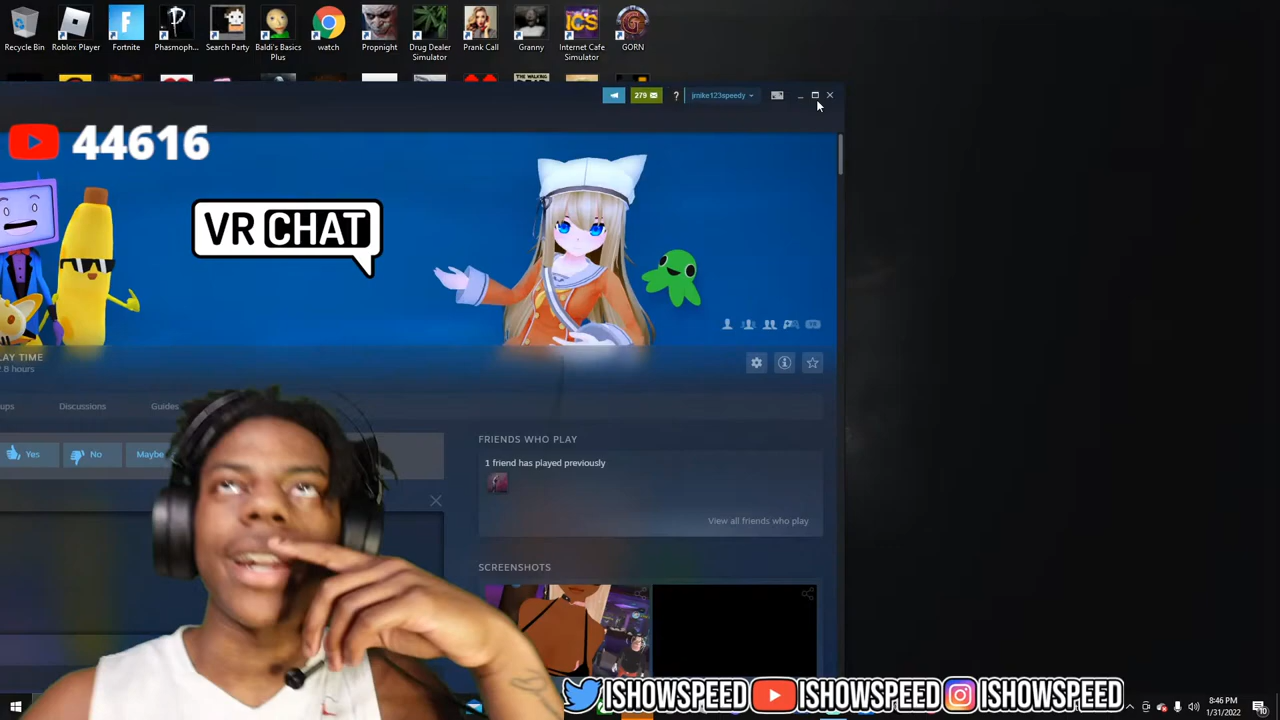 Recycle Bin
Roblox Player
Fortnite
Phasmoph...
Search Party
Baldi's Basics Plus
watch
Propnight
Drug Dealer Simulator
Prank Call
Granny
Internet Cafe Simulator
GORN
279
?
jmike123speedy
44616
VR CHAT
LAY TIME
.8 hours
ups
Discussions
Guides
Yes
No
Maybe
FRIENDS WHO PLAY
1 friend has played previously
View all friends who play
SCREENSHOTS
ISHOWSPEED
ISHOWSPEED
ISHOWSPEED
8:46 PM
1/31/2022